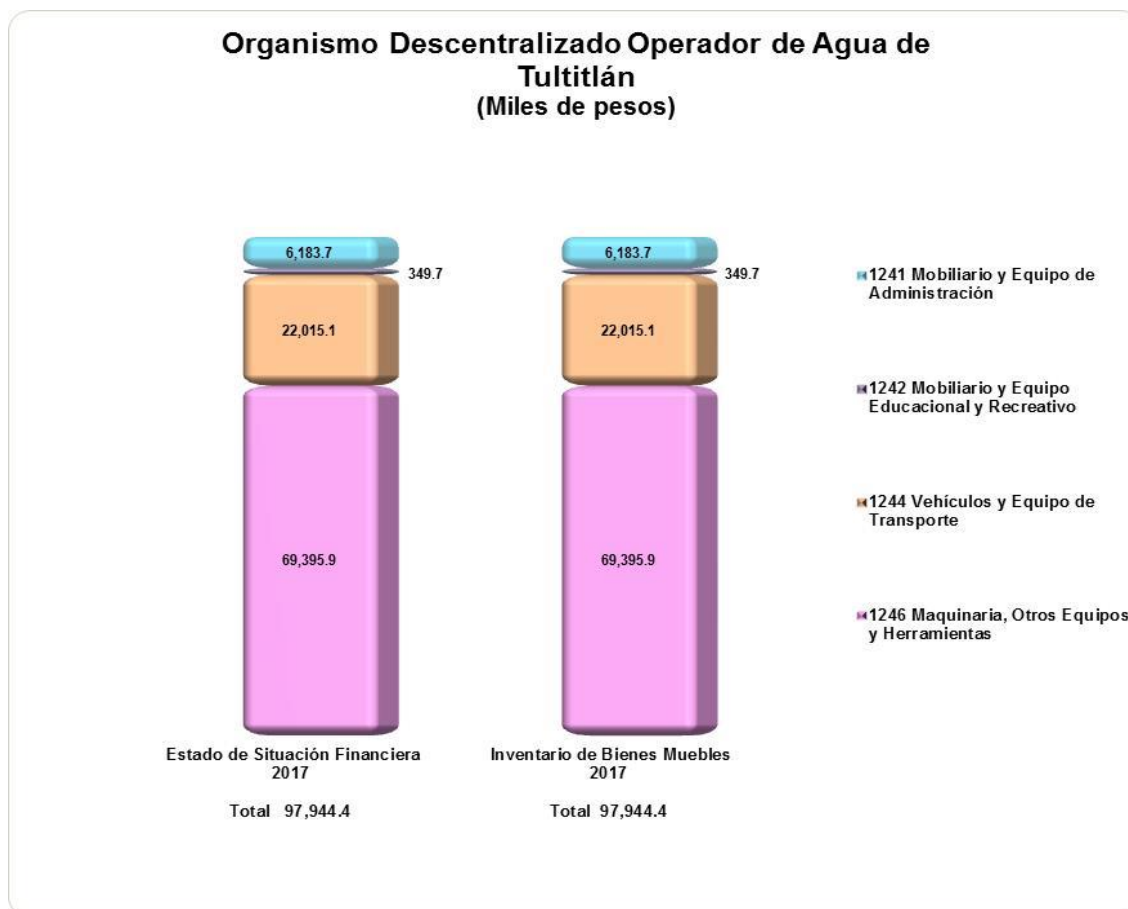 Organismo Descentralizado Operador de Agua de
Tultitlán
(Miles de pesos)
6,183.7
349.7
22,015.1
69,395.9
Estado de Situación Financiera
2017
Total 97,944.4
6,183.7
349.7
22,015.1
69,395.9
Inventario de Bienes Muebles
2017
Total 97,944.4
1241 Mobiliario y Equipo de
Administración
1242 Mobiliario y Equipo
Educacional y Recreativo
1244 Vehículos y Equipo de
Transporte
1246 Maquinaria, Otros Equipos
y Herramientas